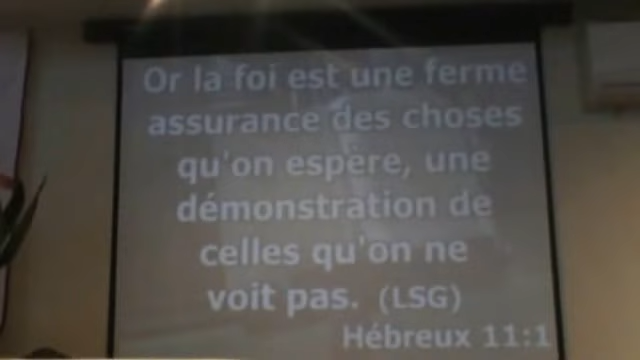 Or la foi est une ferme
assurance des choses
qu'on espère, une
démonstration de
celles qu'on ne
voit pas. (LSG)
Hébreux 11:1